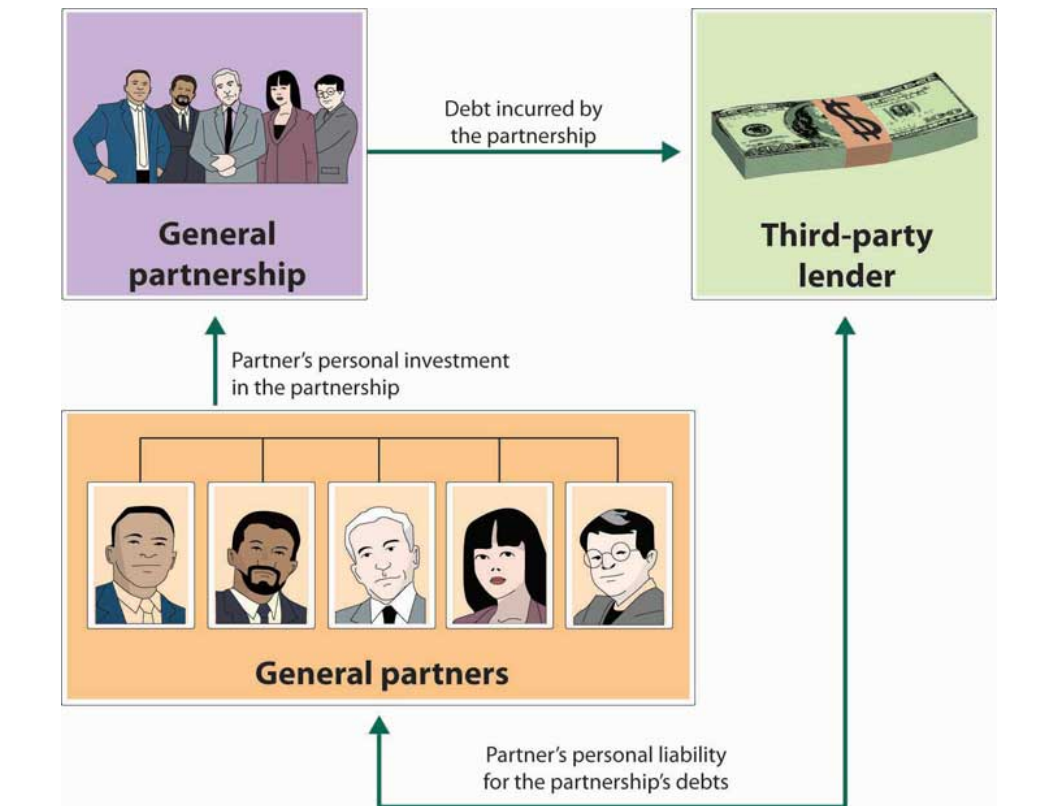 Debt incurred by
the partnership
General
partnership
Third-party
lender
Partner's personal investment
in the partnership
General partners
Partner's personal liability
for the partnership's debts